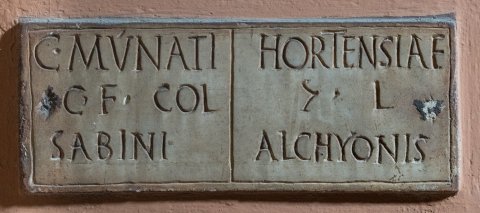 C·MVNATI
C·F·COL
SABINI
HORTENSIAE
Ɔ·L
ALCHYONIS